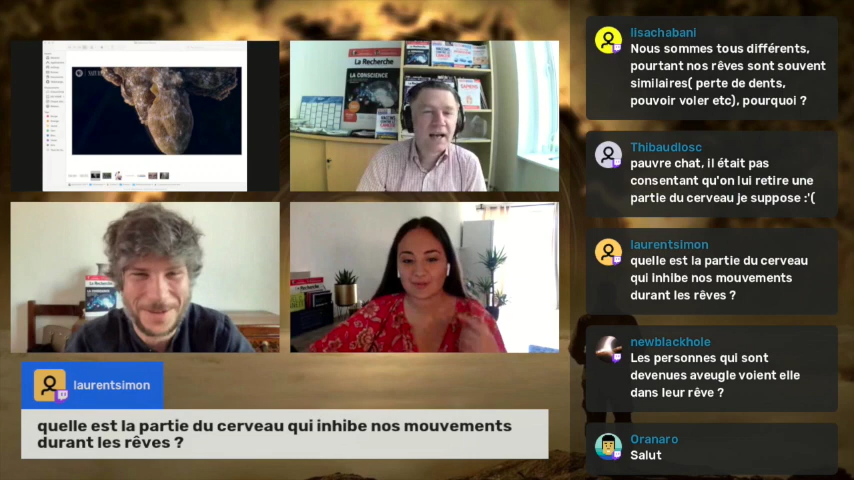 La Recherche
LA CONSCIENCE
SAPIENS
lisachabani
Nous sommes tous différents,
pourtant nos rêves sont souvent
similaires( perte de dents,
pouvoir voler etc), pourquoi ?
Thibaudlosc
pauvre chat, il était pas
consentant qu'on lui retire une
partie du cerveau je suppose :'(
laurentsimon
quelle est la partie du cerveau
qui inhibe nos mouvements
durant les rêves ?
newblackhole
Les personnes qui sont
devenues aveugle voient elle
dans leur rêve ?
Oranaro
Salut
laurentsimon
quelle est la partie du cerveau qui inhibe nos mouvements
durant les rêves ?